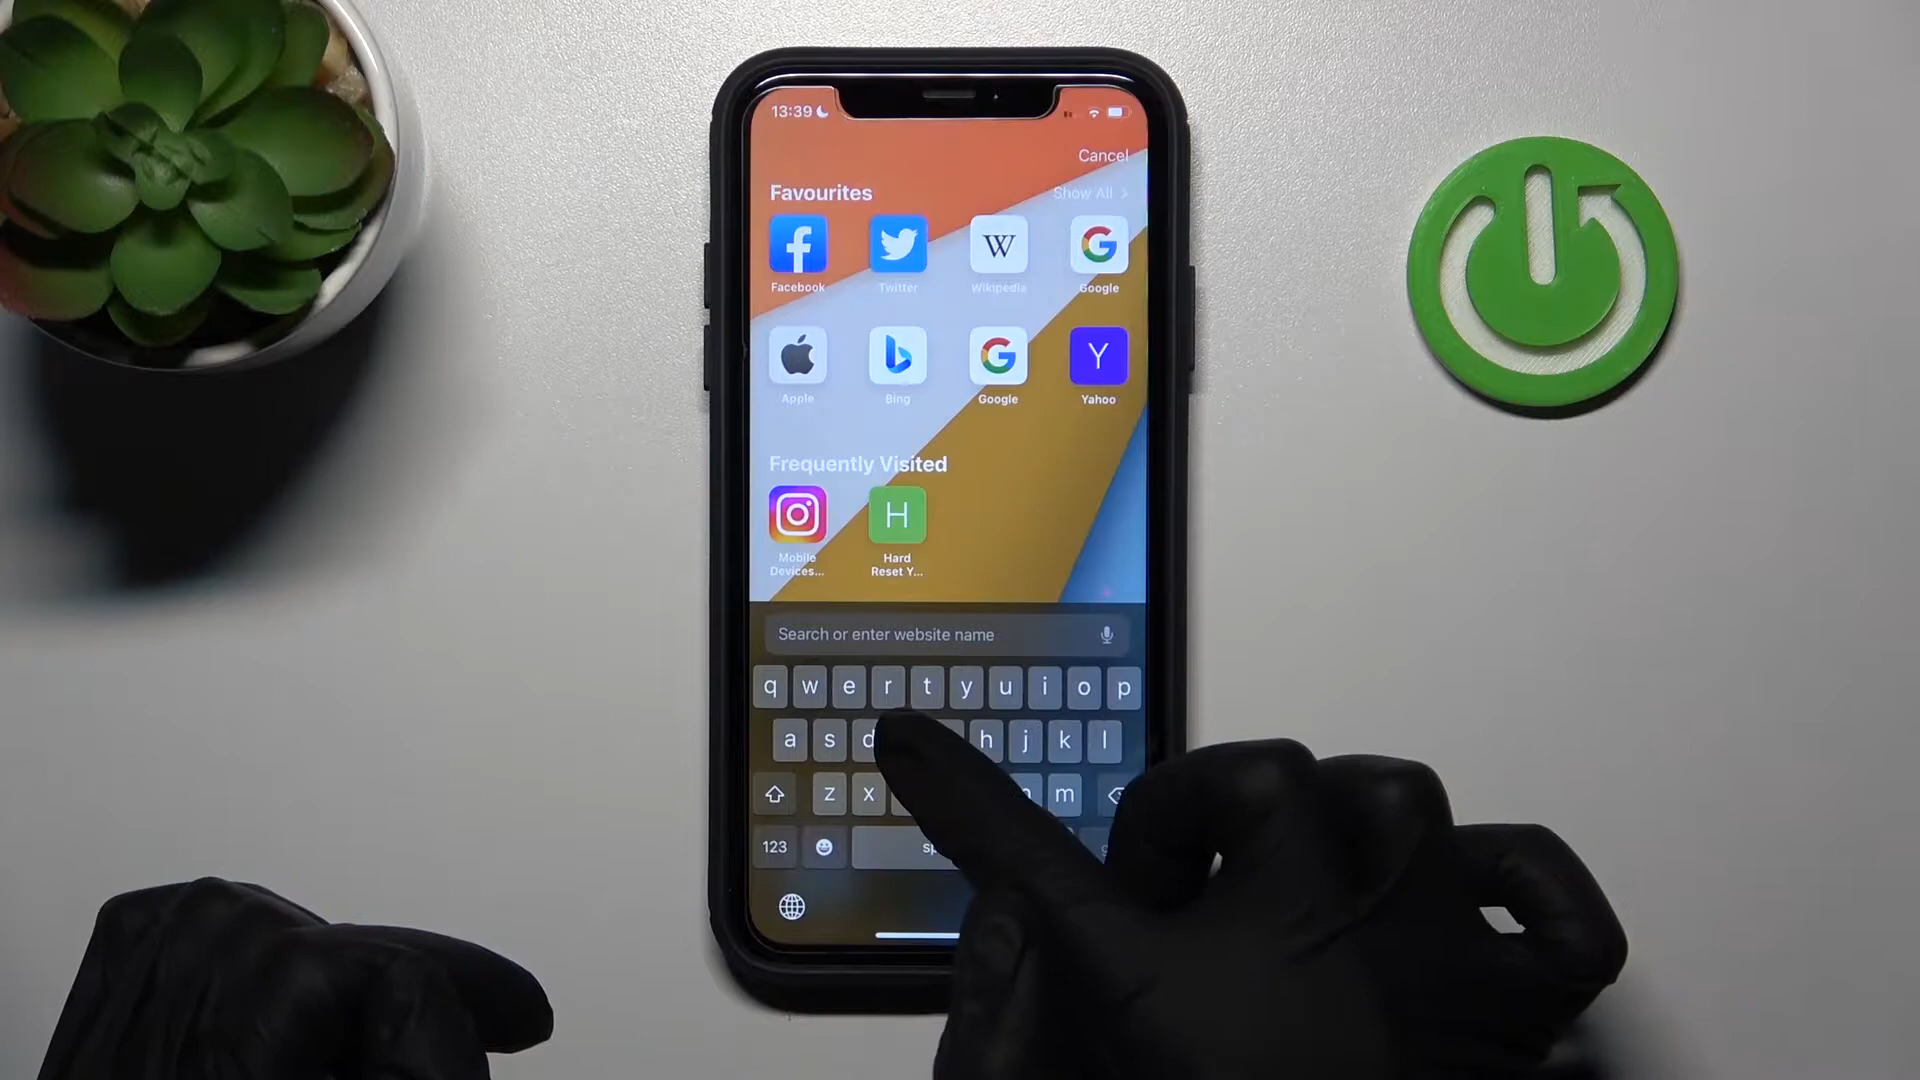 13:39
Cancel
Favourites
Show All >
W
Facebook
Twitter
Wikipedia
Google
Y
Apple
Bing
Google
Yahoo
Frequently Visited
H
Mobile Devices...
Hard Reset Y...
Search or enter website name
q w e r t y u i o p
a s d h j k l
z x m
123